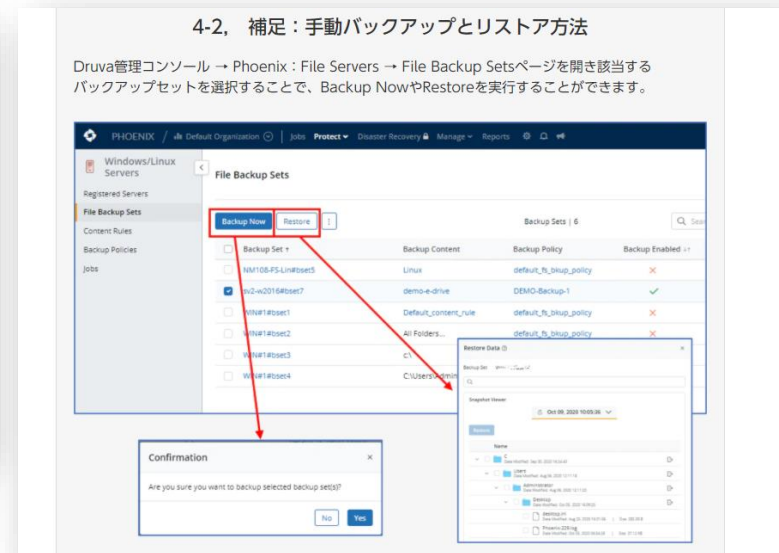 4-2, 補足：手動バックアップとリストア方法
Druva管理コンソール → Phoenix：File Servers → File Backup Setsページを開き該当する
バックアップセットを選択することで、Backup NowやRestoreを実行することができます。
PHOENIX / Default Organization | Jobs Protect Disaster Recovery Manage Reports
Windows/Linux
Servers
Registered Servers
File Backup Sets
Content Rules
Backup Policies
Jobs
File Backup Sets
Backup Now Restore
Backup Sets | 6
Backup Set Backup Content Backup Policy Backup Enabled
NM108-FS-Lin#bset5 Linux default_fs_bkup_policy
sv2-w2016#bset7 demo-e-drive DEMO-Backup-1
WIN#1#bset1 Default_content_rule default_fs_bkup_policy
WIN#1#bset2 All Folders... default_fs_bkup_policy
WIN#1#bset3 c:\
WIN#1#bset4 C:\Users\Admin
Confirmation ×
Are you sure you want to backup selected backup set(s)?
No Yes
Restore Data ×
Backup Set
Snapshot Viewer
Oct 09, 2020 10:05:36
Restore
Name
C
Users
Administrator
Desktop
desktop.ini